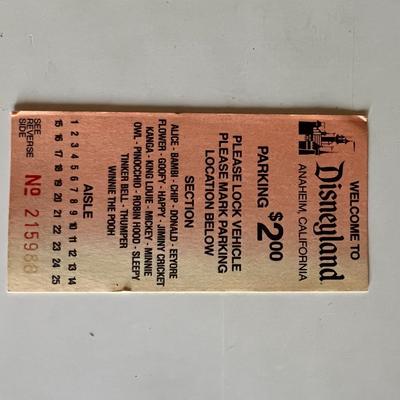 WELCOME TO
Disneyland
ANAHEIM, CALIFORNIA
PARKING $2.00
PLEASE LOCK VEHICLE
PLEASE MARK PARKING
LOCATION BELOW
SECTION
ALICE • BAMBI • CHIP • DONALD • EEYORE
FLOWER • GOOFY • HAPPY • JIMINY CRICKET
KANGA • KING LOUIE • MICKEY • MINNIE
OWL • PINOCCHIO • ROBIN HOOD • SLEEPY
TINKER BELL • THUMPER
WINNIE THE POOH
AISLE
1 2 3 4 5 6 7 8 9 10 11 12 13 14
15 16 17 18 19 20 21 22 23 24 25
SEE REVERSE
SIDE
No 215980